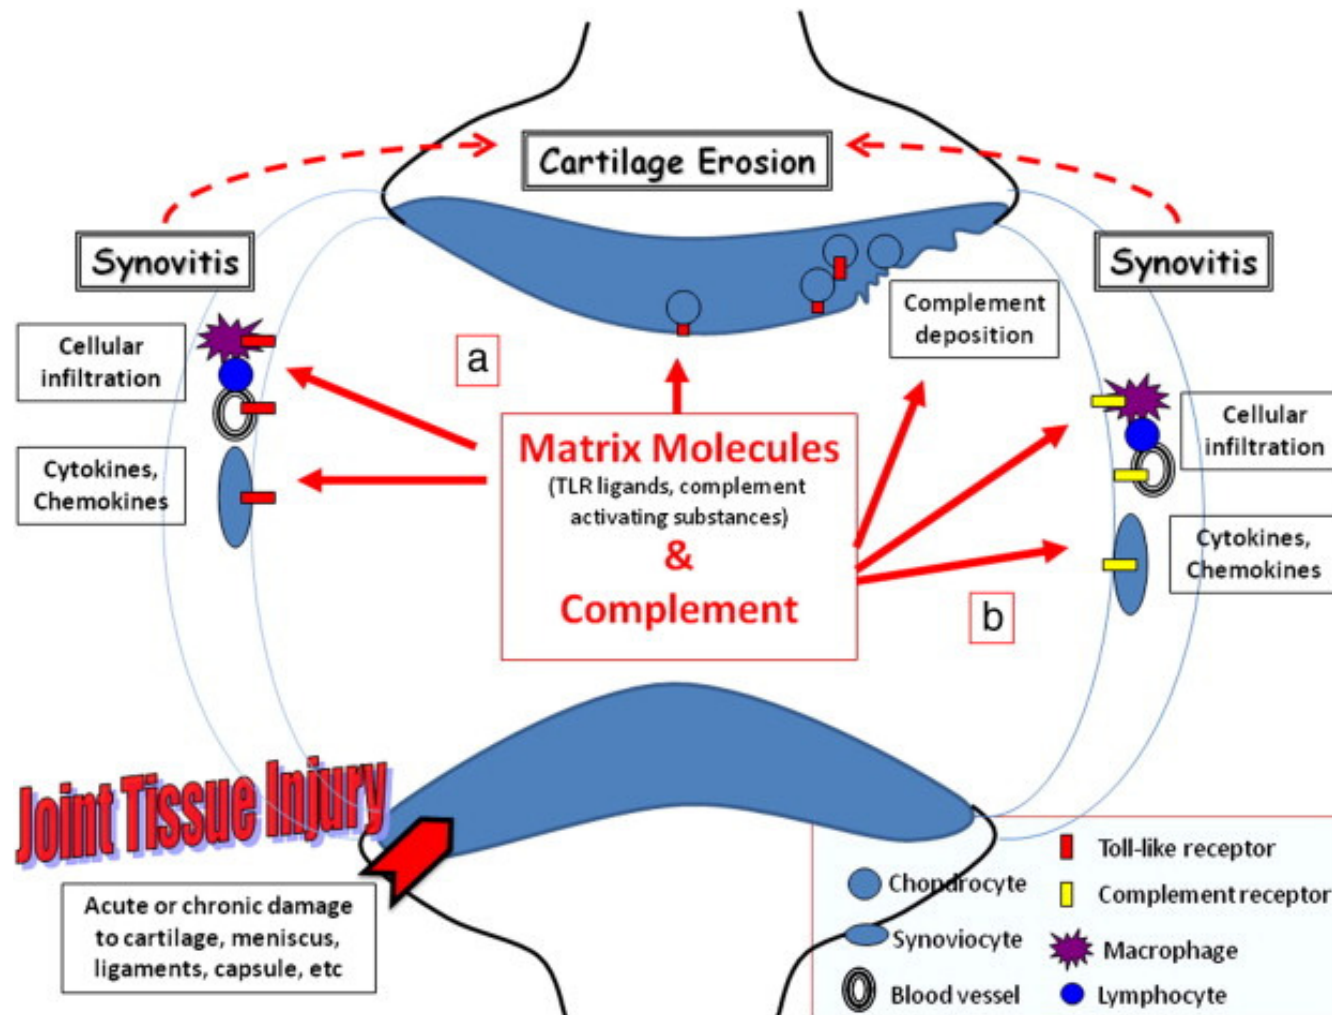 Cartilage Erosion
Synovitis
Synovitis
Cellular
infiltration
Cytokines,
Chemokines
a
Complement
deposition
Matrix Molecules
(TLR ligands, complement
activating substances)
&
Complement
Cellular
infiltration
Cytokines,
Chemokines
b
Joint Tissue Injury
Acute or chronic damage
to cartilage, meniscus,
ligaments, capsule, etc
Chondrocyte
Synoviocyte
Blood vessel
Toll-like receptor
Complement receptor
Macrophage
Lymphocyte